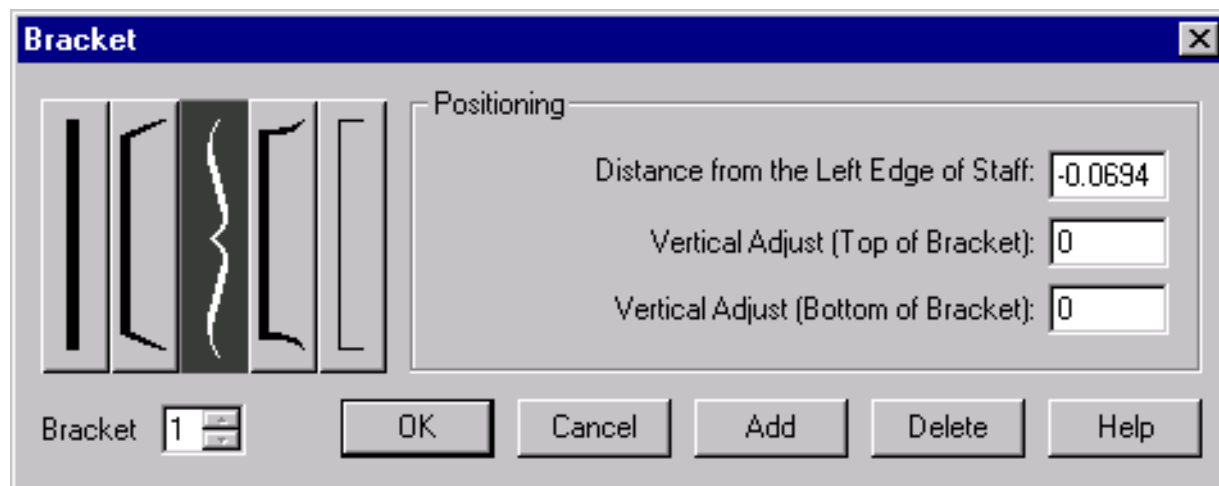 Bracket
Positioning
Distance from the Left Edge of Staff: -0.0694
Vertical Adjust (Top of Bracket): 0
Vertical Adjust (Bottom of Bracket): 0
Bracket 1 OK Cancel Add Delete Help